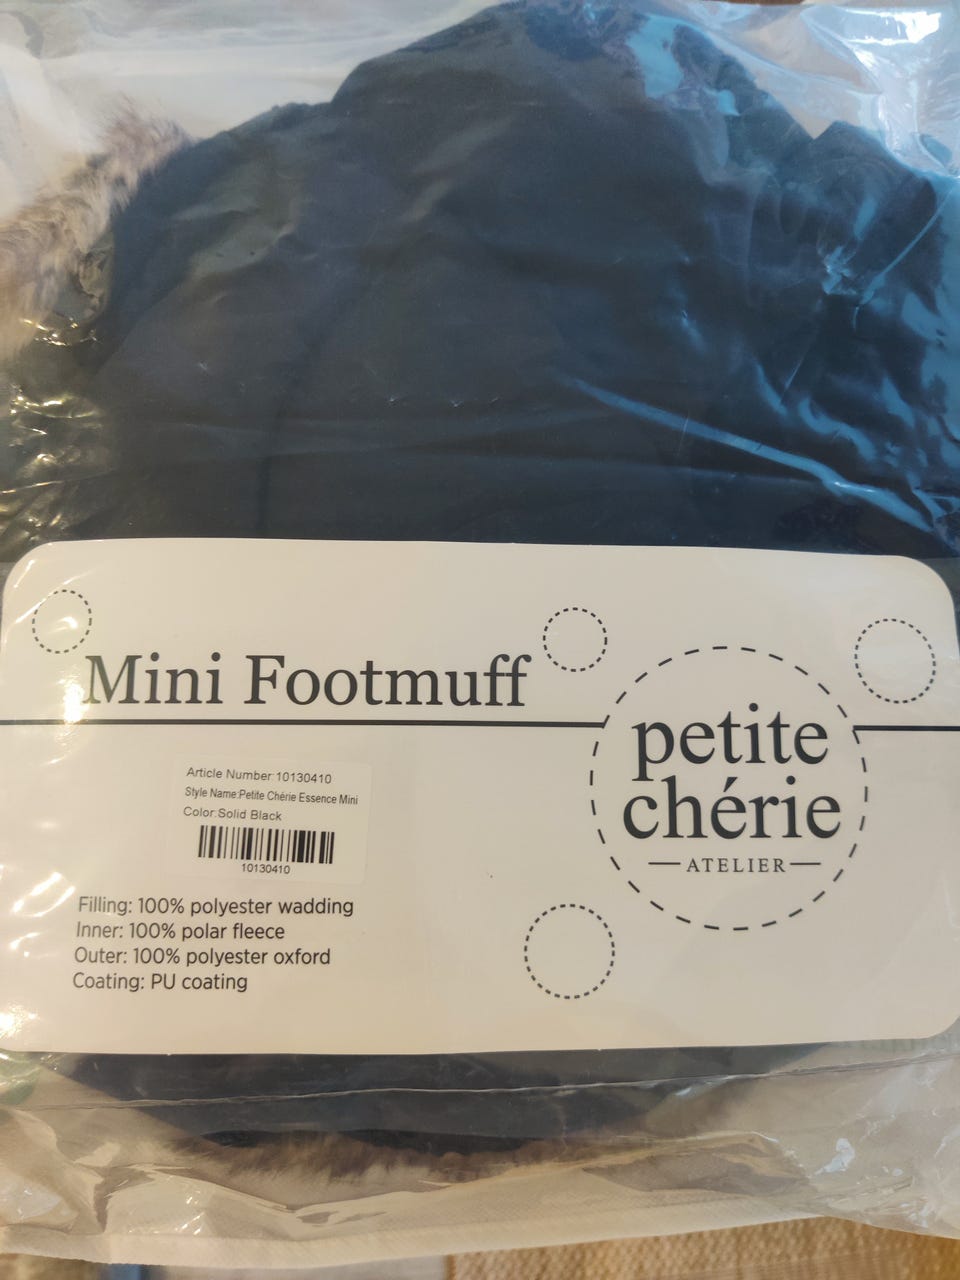 Mini Footmuff
petite
chérie
ATELIER
Article Number:10130410
Style Name:Petite Chérie Essence Mini
Color:Solid Black
10130410
Filling: 100% polyester wadding
Inner: 100% polar fleece
Outer: 100% polyester oxford
Coating: PU coating